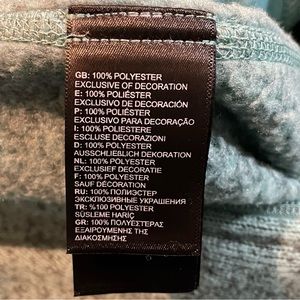 GB: 100% POLYESTER
EXCLUSIVE OF DECORATION
E: 100% POLIÉSTER
EXCLUSIVO DE DECORACIÓN
P: 100% POLIÉSTER
EXCLUSIVO PARA DECORAÇÃO
I: 100% POLIESTERE
ESCLUSE DECORAZIONI
D: 100% POLYESTER
AUSSCHLIEBLICH DEKORATION
NL: 100% POLYESTER
EXCLUSIEF DECORATIE
F: 100% POLYESTER
SAUF DÉCORATION
RU: 100% ПОЛИЭСТЕР
ЭКСКЛЮЗИВНЫЕ УКРАШЕНИЯ
TR: %100 POLYESTER
SÜSLEME HARİÇ
GR: 100% ΠΟΛΥΕΣΤΕΡΑΣ
ΕΞΑΙΡΟΥΜΕΝΗΣ ΤΗΣ
ΔΙΑΚΟΣΜΗΣΗΣ